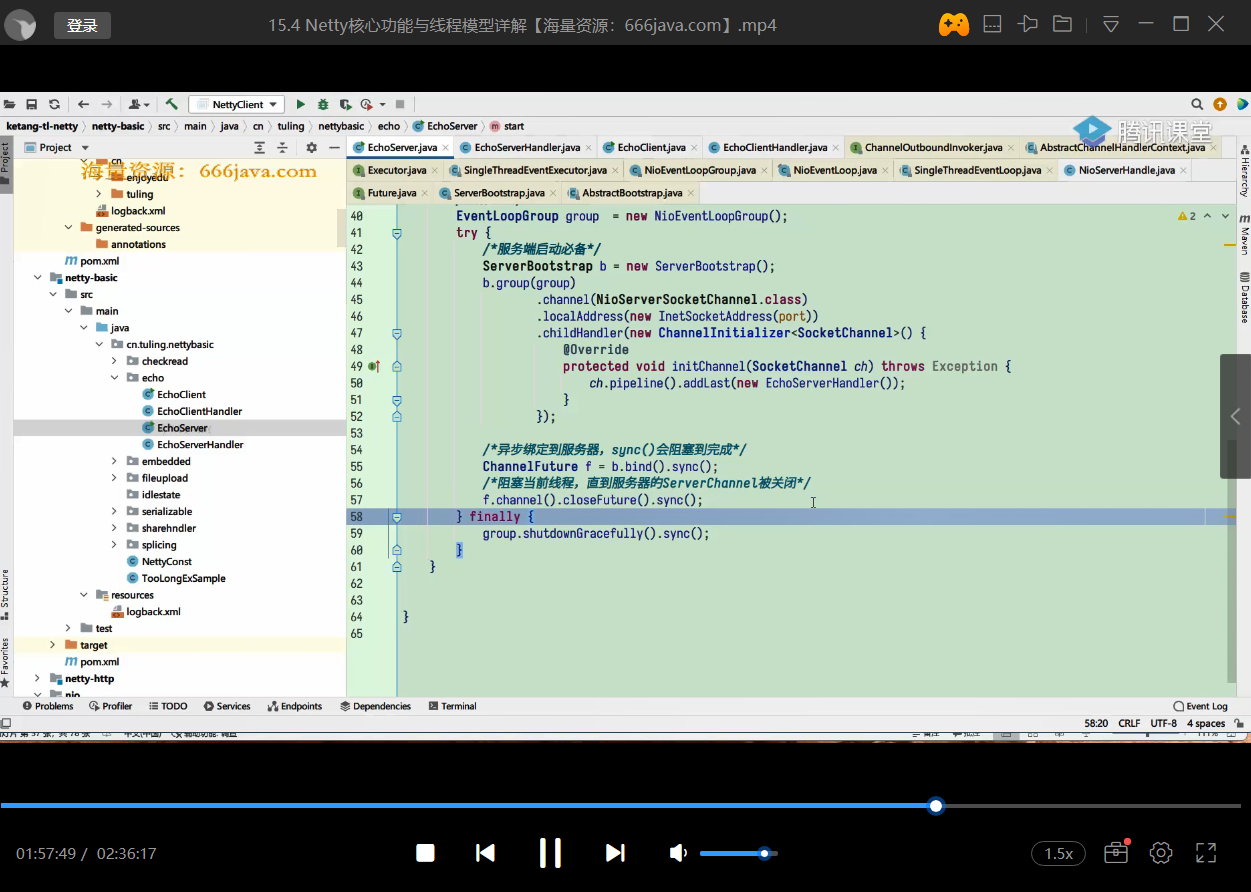 登录
15.4 Netty核心功能与线程模型详解【海量资源：666java.com】.mp4
NettyClient
ketang-tl-netty
netty-basic
src
main
java
cn
tuling
nettybasic
echo
EchoServer
start
Project
EchoServer.java
EchoServerHandler.java
EchoClient.java
EchoClientHandler.java
ChannelOutboundInvoker.java
AbstractChannelHandlerContext.java
腾讯课堂
Executor.java
SingleThreadEventExecutor.java
NioEventLoopGroup.java
NioEventLoop.java
SingleThreadEventLoop.java
NioServerHandler.java
Future.java
ServerBootstrap.java
AbstractBootstrap.java
海量资源：666java.com
Project
Structure
Favorites
Hierarchy
Maven
Database
cn
enjoyedu
tuling
logback.xml
generated-sources
annotations
pom.xml
netty-basic
src
main
java
cn.tuling.nettybasic
checkread
echo
EchoClient
EchoClientHandler
EchoServer
EchoServerHandler
embedded
fileupload
idlestate
serializable
sharehndler
splicing
NettyConst
TooLongExSample
resources
logback.xml
test
target
pom.xml
netty-http
nio
2
40 EventLoopGroup group  = new NioEventLoopGroup();
41 try {
42 /*服务端启动必备*/
43 ServerBootstrap b = new ServerBootstrap();
44 b.group(group)
45 .channel(NioServerSocketChannel.class)
46 .localAddress(new InetSocketAddress(port))
47 .childHandler(new ChannelInitializer<SocketChannel>() {
48 @Override
49 protected void initChannel(SocketChannel ch) throws Exception {
50 ch.pipeline().addLast(new EchoServerHandler());
51 }
52 });
53
54 /*异步绑定到服务器，sync()会阻塞到完成*/
55 ChannelFuture f = b.bind().sync();
56 /*阻塞当前线程，直到服务器的ServerChannel被关闭*/
57 f.channel().closeFuture().sync();
58 } finally {
59 group.shutdownGracefully().sync();
60 }
61 }
62
63
64 }
65
Problems
Profiler
TODO
Services
Endpoints
Dependencies
Terminal
Event Log
58:20
CRLF
UTF-8
4 spaces
01:57:49 / 02:36:17
1.5x